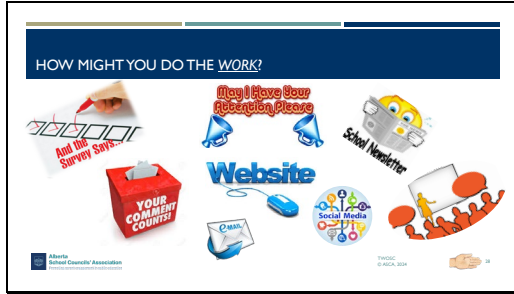 HOW MIGHT YOU DO THE WORK?
And the
Survey Says...
May I Have Your
Attention Please
School Newsletter
YOUR
COMMENT
COUNTS!
Website
E-MAIL
Social Media
Alberta
School Councils' Association
TWOSC
© ASCA, 2024
28